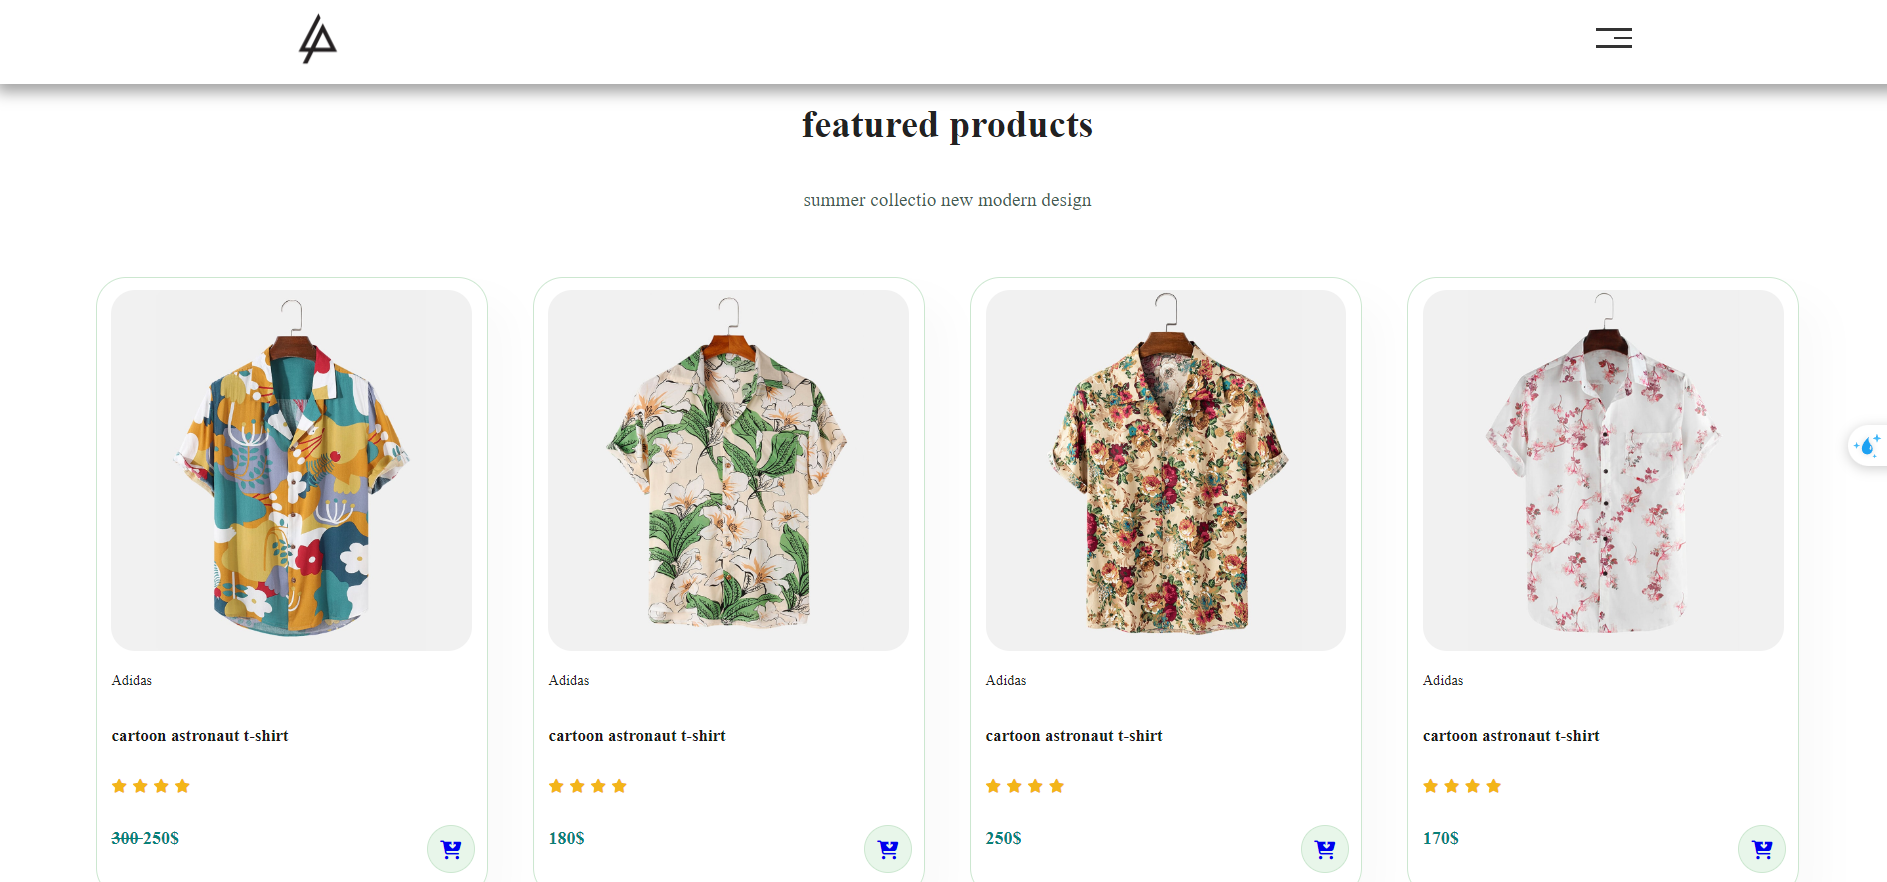 featured products
summer collectio new modern design
Adidas
cartoon astronaut t-shirt
300 250$
Adidas
cartoon astronaut t-shirt
180$
Adidas
cartoon astronaut t-shirt
250$
Adidas
cartoon astronaut t-shirt
170$